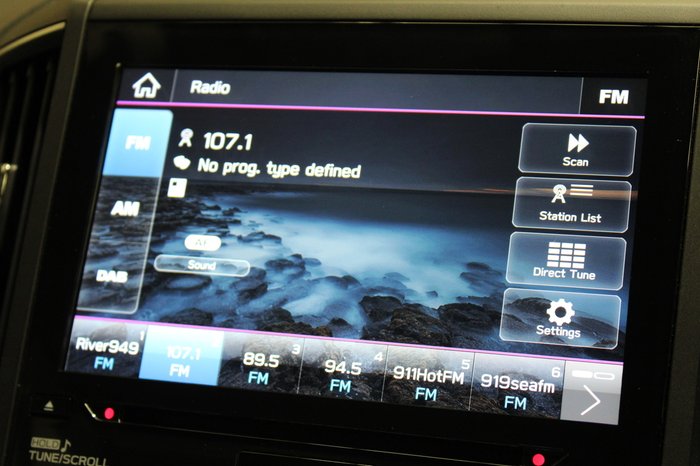 Radio
FM
FM
107.1
No prog. type defined
AM
DAB
Sound
Scan
Station List
Direct Tune
Settings
River949 1
FM
107.1
FM
89.5 3
FM
94.5 4
FM
911HotFM 5
FM
919seafm 6
FM
HOLD
TUNE/SCROLL